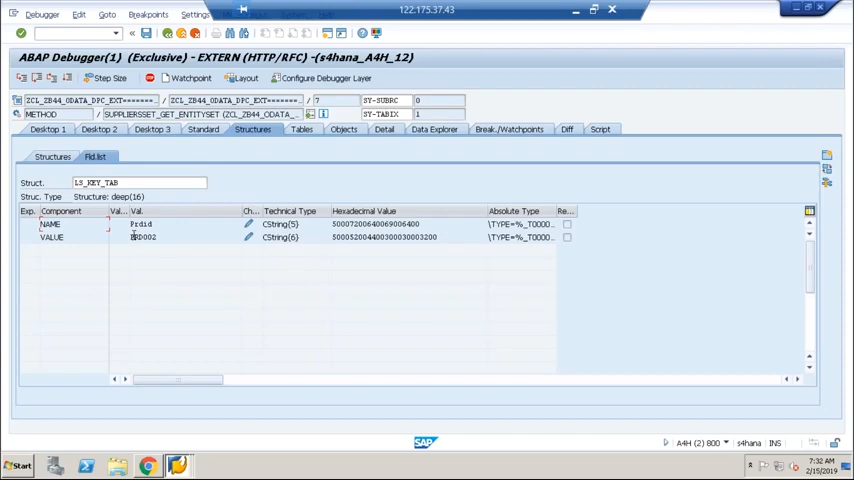 Debugger Edit Goto Breakpoints Settings
122.175.37.43
ABAP Debugger(1) (Exclusive) - EXTERN (HTTP/RFC) -(s4hana_A4H_12)
Step Size Watchpoint Layout Configure Debugger Layer
ZCL_ZB44_ODATA_DPC_EXT=======... / ZCL_ZB44_ODATA_DPC_EXT=======... / 7 SY-SUBRC 0
METHOD / SUPPLIERSSET_GET_ENTITYSET (ZCL_ZB44_ODATA_DPC_... SY-TABIX 1
Desktop 1 Desktop 2 Desktop 3 Standard Structures Tables Objects Detail Data Explorer Break./Watchpoints Diff Script
Structures Fld.list
Struct. LS_KEY_TAB
Struc. Type Structure: deep(16)
Exp. Component Val... Val. Ch... Technical Type Hexadecimal Value Absolute Type Re...
NAME Prdid CString{5} 50007200640069006400 \TYPE=%_T0000...
VALUE PRD002 CString{6} 500052004400300030003200 \TYPE=%_T0000...
SAP A4H (2) 800 s4hana INS
Start 7:32 AM
2/15/2019